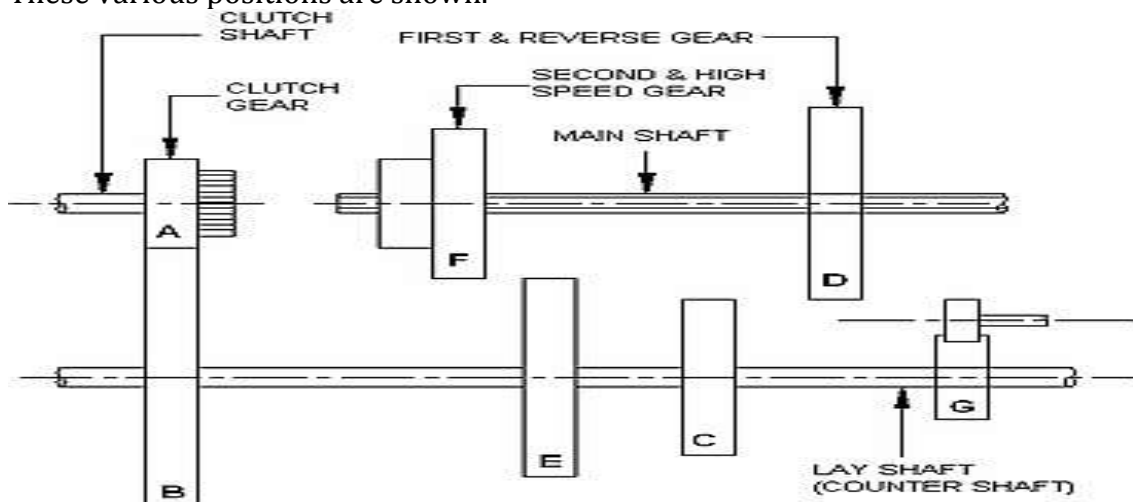 These various positions are shown.
CLUTCH
SHAFT
FIRST & REVERSE GEAR
SECOND & HIGH
SPEED GEAR
CLUTCH
GEAR
MAIN SHAFT
A
F
D
E
C
G
B
LAY SHAFT
(COUNTER SHAFT)